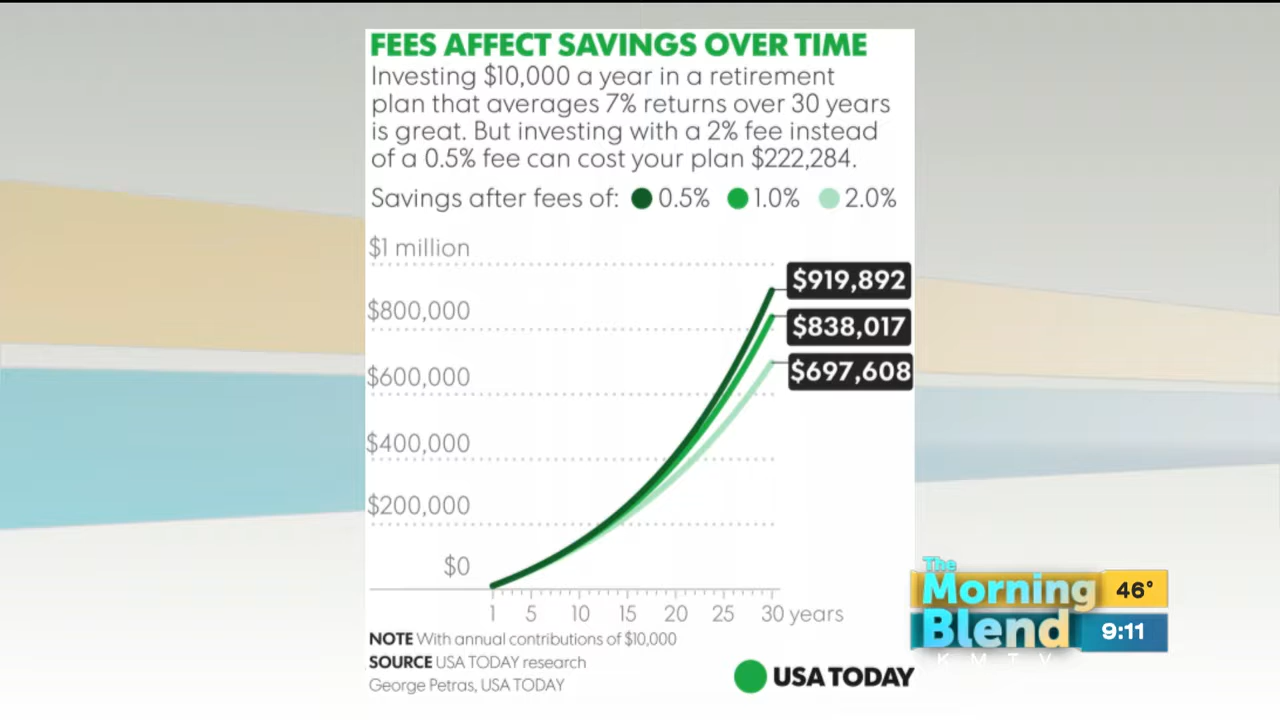 FEES AFFECT SAVINGS OVER TIME
Investing $10,000 a year in a retirement
plan that averages 7% returns over 30 years
is great. But investing with a 2% fee instead
of a 0.5% fee can cost your plan $222,284.
Savings after fees of: 0.5% 1.0% 2.0%
$1 million
$919,892
$800,000
$838,017
$697,608
$600,000
$400,000
$200,000
$0
1 5 10 15 20 25 30 years
NOTE With annual contributions of $10,000
SOURCE USA TODAY research
George Petras, USA TODAY
USA TODAY
The
Morning
Blend
KMTV
46°
9:11